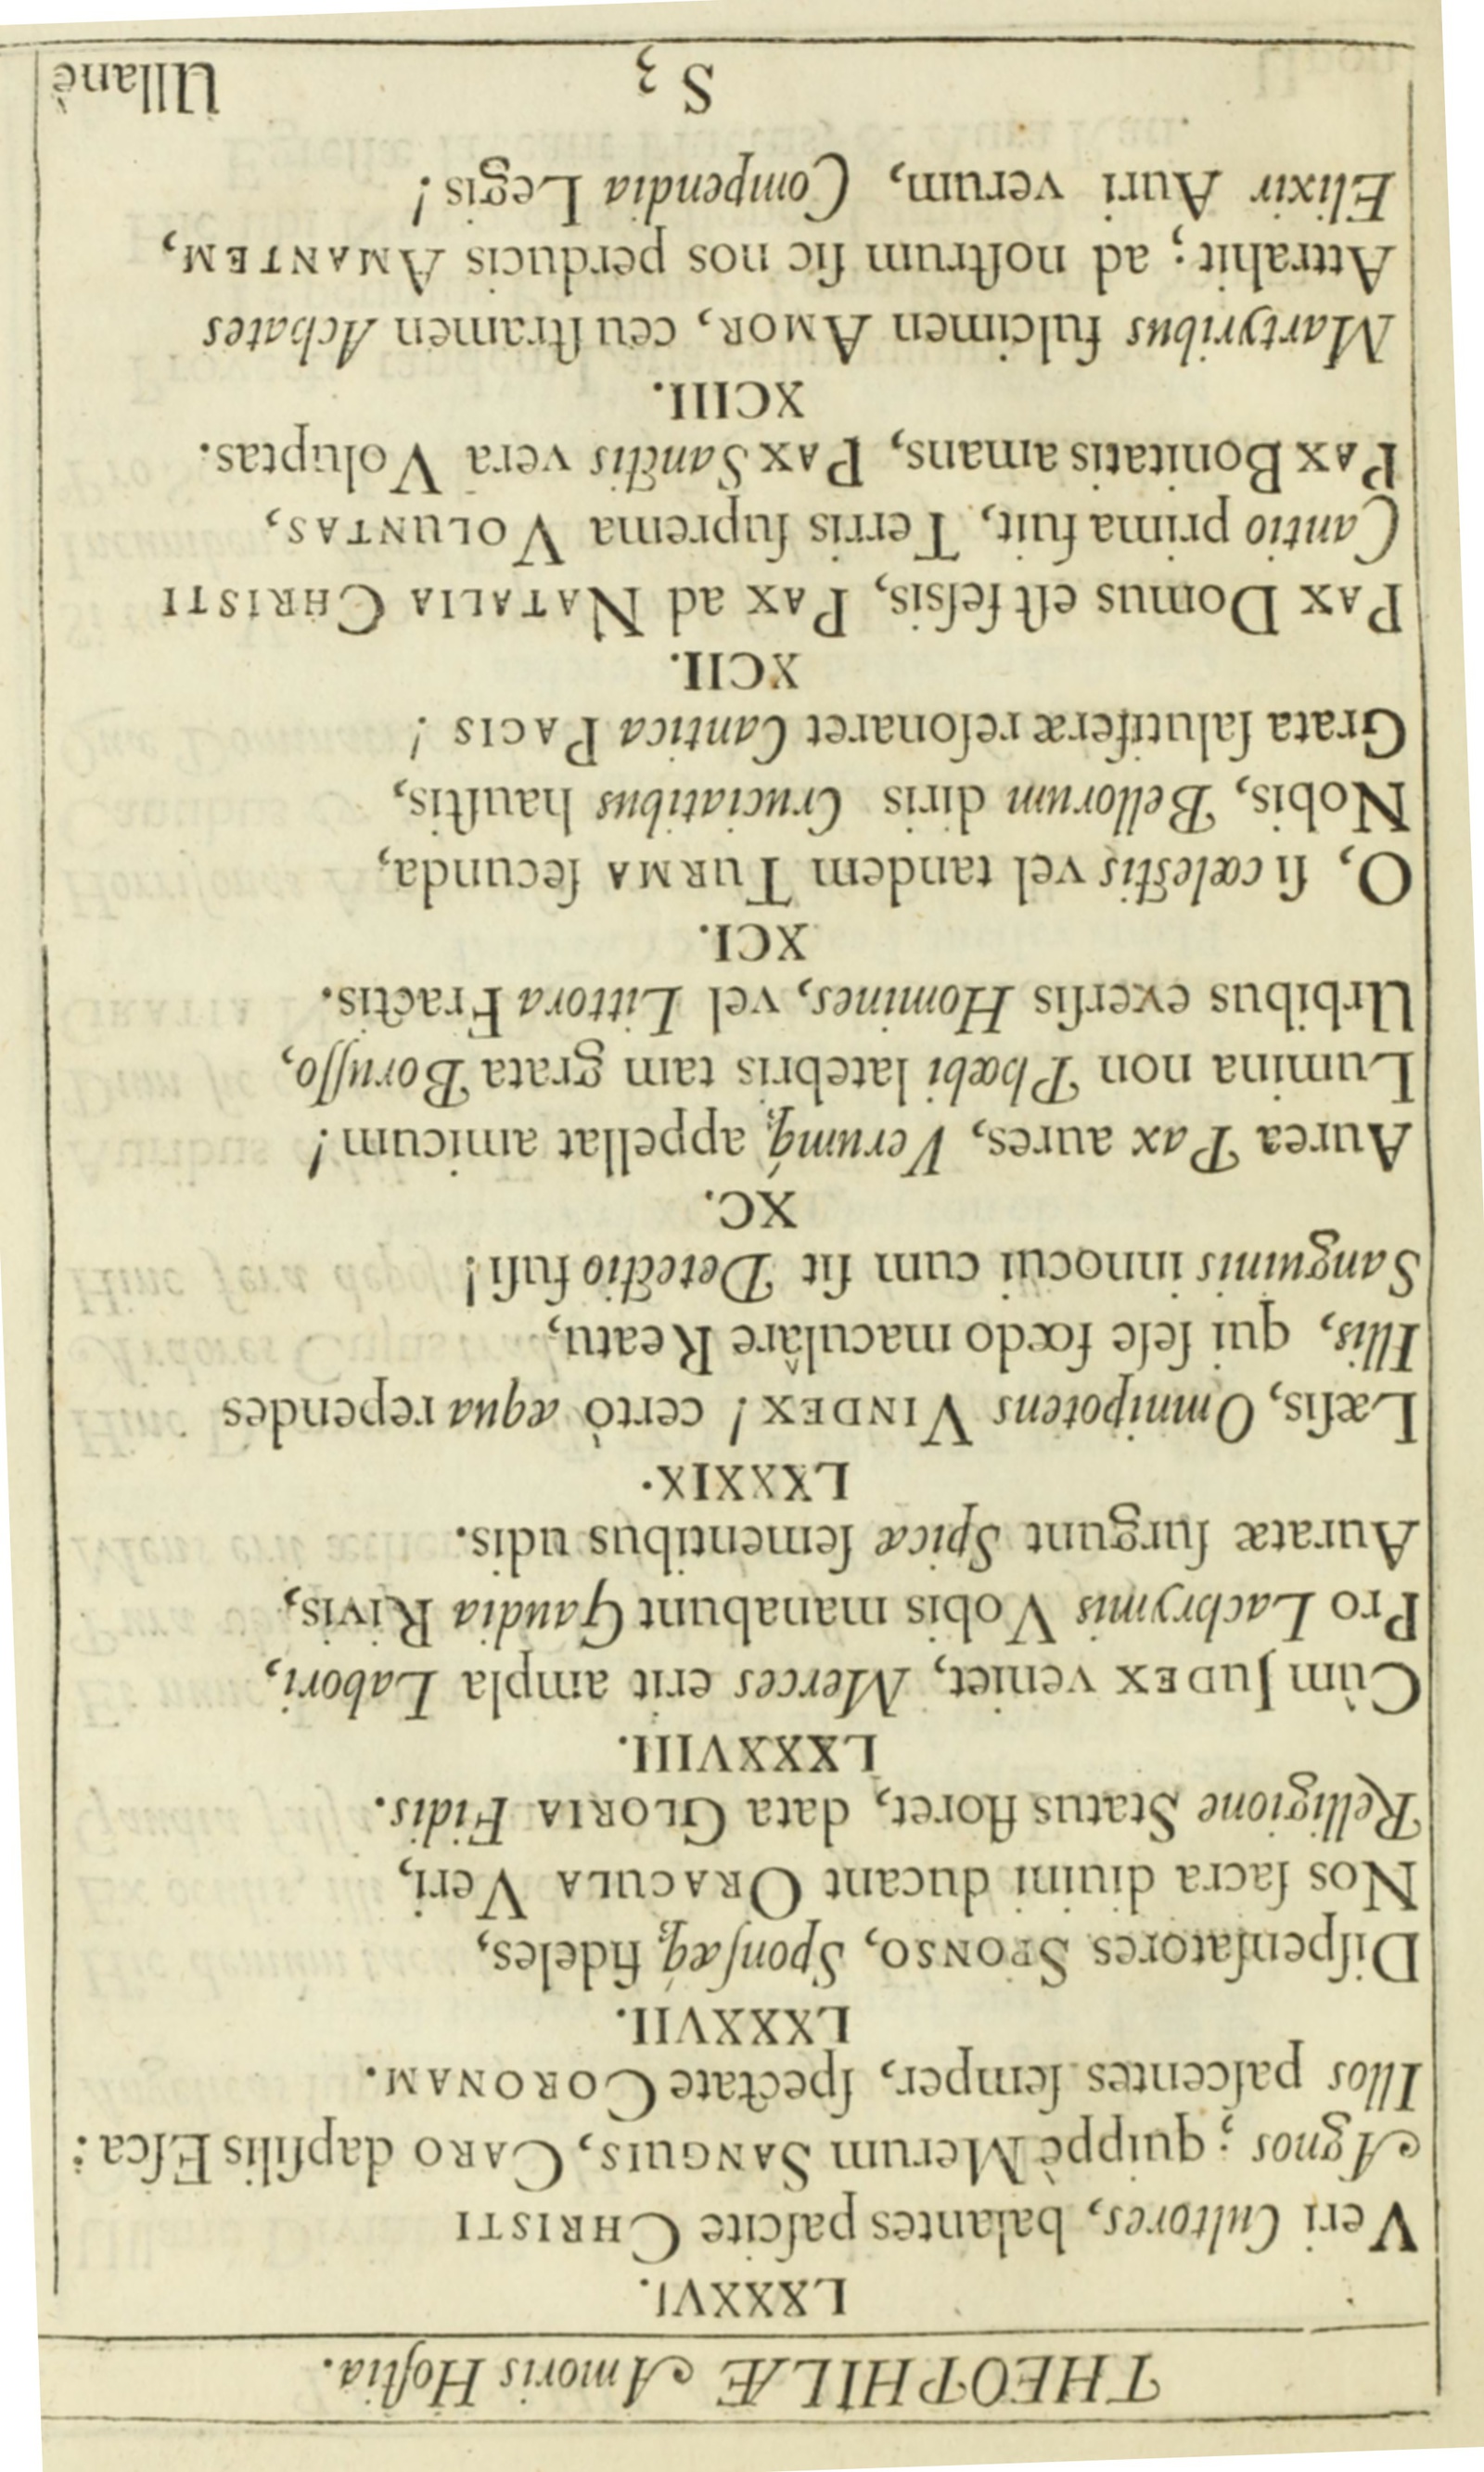 THEOPHILÆ Amoris Hoſtia.
LXXXVI.
Veri Cultores, balantes paſcite CHRISTI
Agnos; quippè Merum SANGUIS, CARO dapſilis Eſca:
Illos paſcentes ſemper, ſpectate CORONAM.
LXXXVII.
Diſpenſatores SPONSO, Sponſæq́; fideles,
Nos ſacra diuini ducant ORACULA Veri,
Relligione Status floret, data GLORIA Fidis.
LXXXVIII.
Cùm JUDEX veniet, Merces erit ampla Labori,
Pro Lachrymis Vobis manabunt Gaudia Rivis,
Auratæ ſurgunt Spicæ ſementibus udis.
LXXXIX.
Læſis, Omnipotens VINDEX! certò æqua rependes
Illis, qui ſeſe fœdo maculâre Reatu,
Sanguinis innocui cum ſit Detectio fuſi!
XC.
Aurea Pax aures, Verumq́; appellat amicum!
Lumina non Phœbi latebris tam grata Boruſſo,
Urbibus everſis Homines, vel Littora Fractis.
XCI.
O, ſi cœleſtis vel tandem TURMA ſecunda,
Nobis, Bellorum diris Cruciatibus hauſtis,
Grata ſalutiferæ reſonaret Cantica PACIS!
XCII.
PAX Domus eſt feſsis, PAX ad NATALIA CHRISTI
Cantio prima fuit, Terris ſuprema VOLUNTAS,
PAX Bonitatis amans, PAX Sanctis vera Voluptas.
XCIII.
Martyribus fulcimen AMOR, ceu ſtramen Achates
Attrahit; ad noſtrum ſic nos perducis AMANTEM,
Elixir Auri verum, Compendia Legis!
S 3
Ullanè